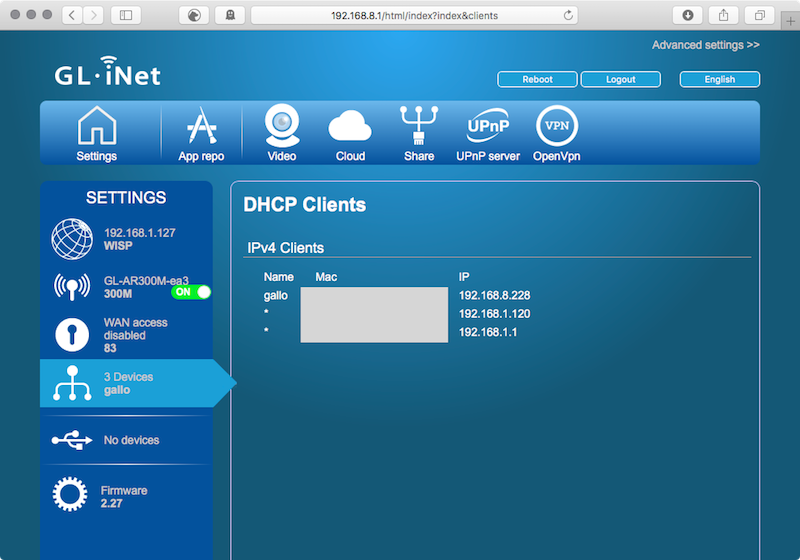 192.168.8.1/html/index?index&clients
Advanced settings >>
GL·iNet
Reboot Logout English
Settings App repo Video Cloud Share UPnP server OpenVpn
UPnP VPN
SETTINGS
192.168.1.127
WISP
GL-AR300M-ea3
300M ON
WAN access
disabled
83
3 Devices
gallo
No devices
Firmware
2.27
DHCP Clients
IPv4 Clients
Name Mac IP
gallo 192.168.8.228
* 192.168.1.120
* 192.168.1.1